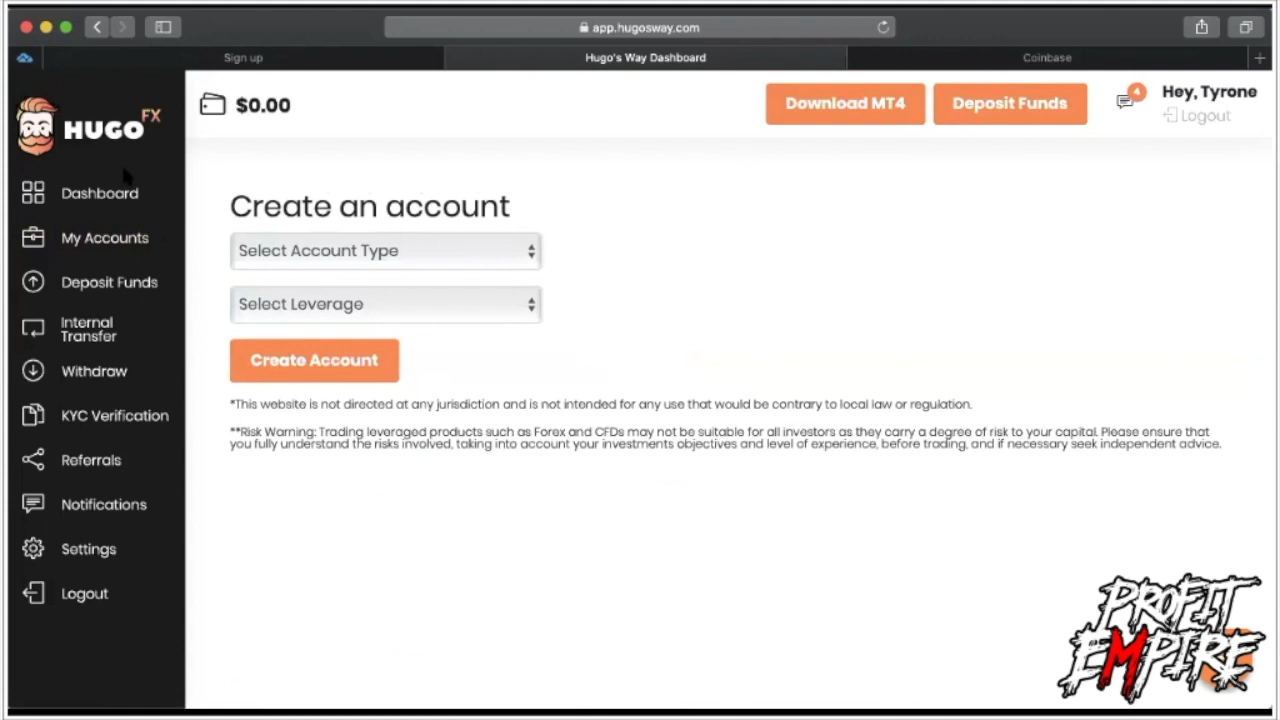 app.hugosway.com
Sign up
Hugo's Way Dashboard
Coinbase
HUGO FX
$0.00
Download MT4
Deposit Funds
4
Hey, Tyrone
Logout
Dashboard
My Accounts
Deposit Funds
Internal
Transfer
Withdraw
KYC Verification
Referrals
Notifications
Settings
Logout
Create an account
Select Account Type
Select Leverage
Create Account
*This website is not directed at any jurisdiction and is not intended for any use that would be contrary to local law or regulation.
**Risk Warning: Trading leveraged products such as Forex and CFDs may not be suitable for all investors as they carry a degree of risk to your capital. Please ensure that
you fully understand the risks involved, taking into account your investments objectives and level of experience, before trading, and if necessary seek independent advice.
PROFIT
EMPIRE